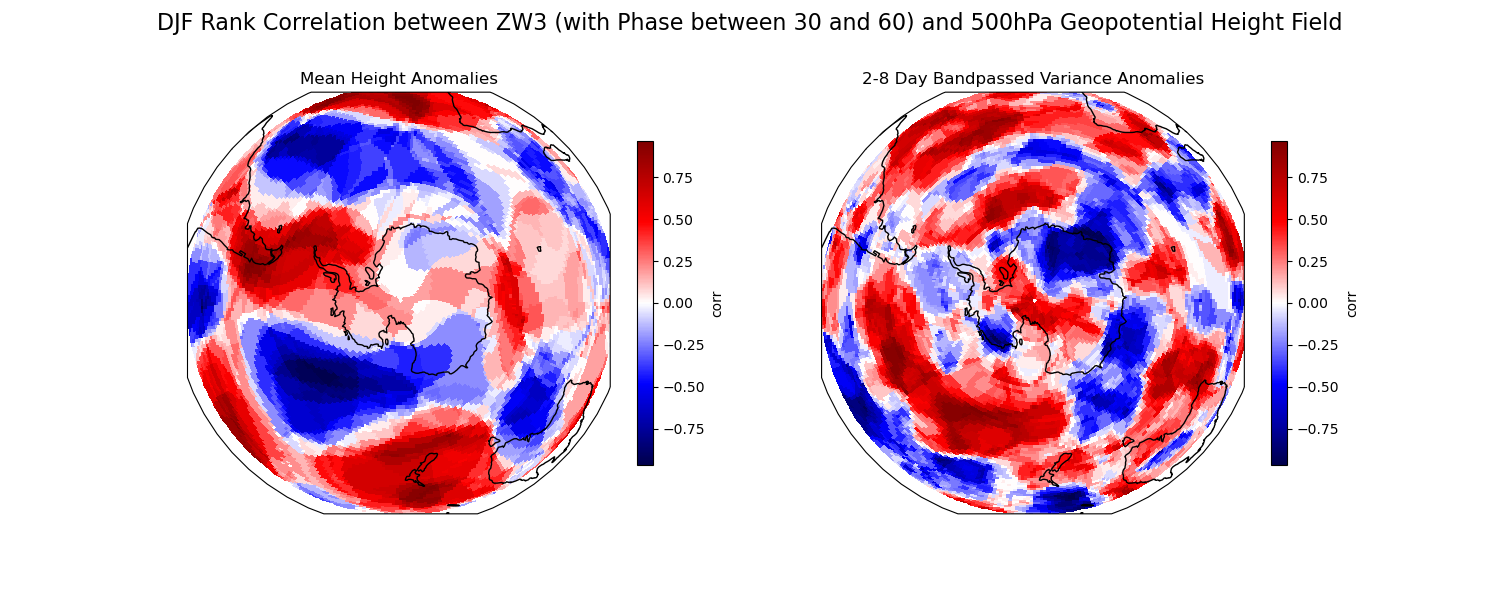 DJF Rank Correlation between ZW3 (with Phase between 30 and 60) and 500hPa Geopotential Height Field
Mean Height Anomalies
0.75
0.50
0.25
0.00
−0.25
−0.50
−0.75
corr
2-8 Day Bandpassed Variance Anomalies
0.75
0.50
0.25
0.00
−0.25
−0.50
−0.75
corr